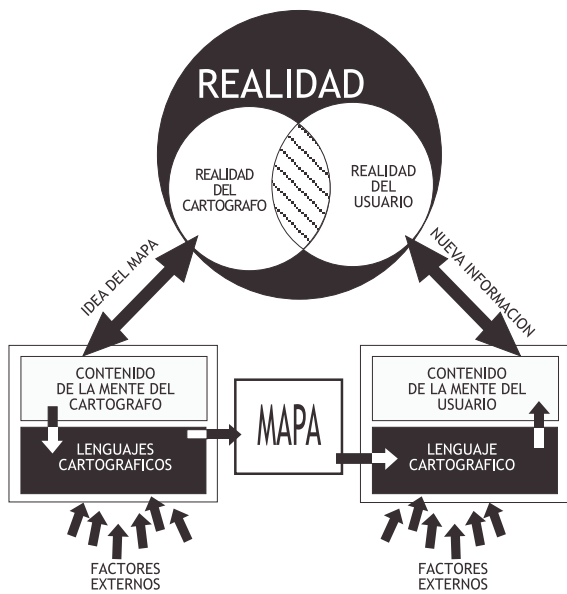 REALIDAD
REALIDAD
DEL
CARTOGRAFO
REALIDAD
DEL
USUARIO
IDEA DEL MAPA
NUEVA INFORMACION
CONTENIDO
DE LA MENTE DEL
CARTOGRAFO
LENGUAJES
CARTOGRAFICOS
MAPA
CONTENIDO
DE LA MENTE DEL
USUARIO
LENGUAJE
CARTOGRAFICO
FACTORES
EXTERNOS
FACTORES
EXTERNOS